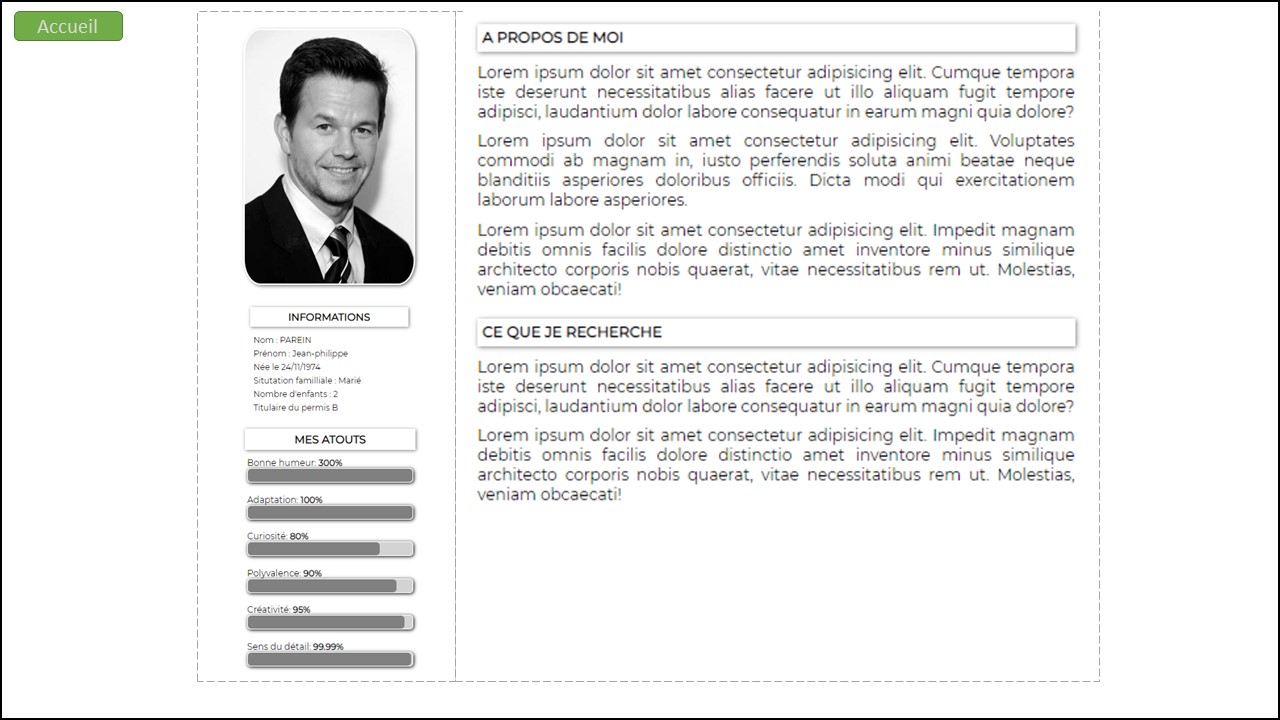 Accueil
INFORMATIONS
Nom : PAREIN
Prénom : Jean-philippe
Née le 24/11/1974
Situtation familliale : Marié
Nombre d'enfants : 2
Titulaire du permis B
MES ATOUTS
Bonne humeur: 300%
Adaptation: 100%
Curiosité: 80%
Polyvalence: 90%
Créativité: 95%
Sens du détail: 99.99%
A PROPOS DE MOI
Lorem ipsum dolor sit amet consectetur adipisicing elit. Cumque tempora
iste deserunt necessitatibus alias facere ut illo aliquam fugit tempore
adipisci, laudantium dolor labore consequatur in earum magni quia dolore?
Lorem ipsum dolor sit amet consectetur adipisicing elit. Voluptates
commodi ab magnam in, iusto perferendis soluta animi beatae neque
blanditiis asperiores doloribus officiis. Dicta modi qui exercitationem
laborum labore asperiores.
Lorem ipsum dolor sit amet consectetur adipisicing elit. Impedit magnam
debitis omnis facilis dolore distinctio amet inventore minus similique
architecto corporis nobis quaerat, vitae necessitatibus rem ut. Molestias,
veniam obcaecati!
CE QUE JE RECHERCHE
Lorem ipsum dolor sit amet consectetur adipisicing elit. Cumque tempora
iste deserunt necessitatibus alias facere ut illo aliquam fugit tempore
adipisci, laudantium dolor labore consequatur in earum magni quia dolore?
Lorem ipsum dolor sit amet consectetur adipisicing elit. Impedit magnam
debitis omnis facilis dolore distinctio amet inventore minus similique
architecto corporis nobis quaerat, vitae necessitatibus rem ut. Molestias,
veniam obcaecati!